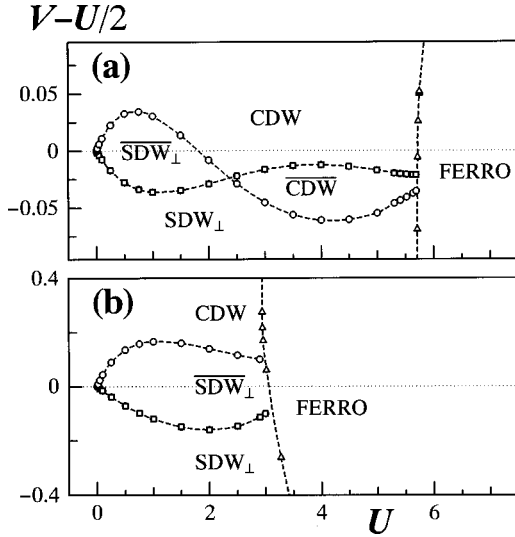 V–U/2
(a)
0.05
CDW
SDW⊥
0
FERRO
CDW
−0.05
SDW⊥
0.4
(b)
CDW
SDW⊥
0
FERRO
SDW⊥
−0.4
0
2
4
6
U